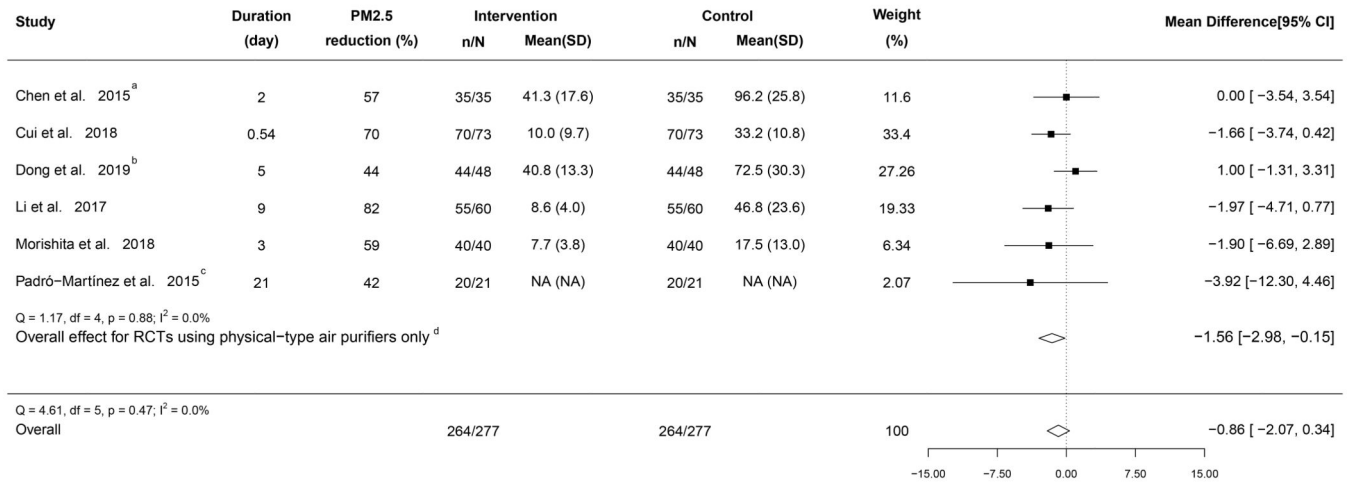 Study Duration (day) PM2.5 reduction (%) Intervention n/N Mean(SD) Control n/N Mean(SD) Weight (%) Mean Difference[95% CI]
Chen et al. 2015 a 2 57 35/35 41.3 (17.6) 35/35 96.2 (25.8) 11.6 0.00 [ −3.54, 3.54]
Cui et al. 2018 0.54 70 70/73 10.0 (9.7) 70/73 33.2 (10.8) 33.4 −1.66 [ −3.74, 0.42]
Dong et al. 2019 b 5 44 44/48 40.8 (13.3) 44/48 72.5 (30.3) 27.26 1.00 [ −1.31, 3.31]
Li et al. 2017 9 82 55/60 8.6 (4.0) 55/60 46.8 (23.6) 19.33 −1.97 [ −4.71, 0.77]
Morishita et al. 2018 3 59 40/40 7.7 (3.8) 40/40 17.5 (13.0) 6.34 −1.90 [ −6.69, 2.89]
Padró−Martínez et al. 2015 c 21 42 20/21 NA (NA) 20/21 NA (NA) 2.07 −3.92 [−12.30, 4.46]
Q = 1.17, df = 4, p = 0.88; I2 = 0.0%
Overall effect for RCTs using physical−type air purifiers only d −1.56 [−2.98, −0.15]
Q = 4.61, df = 5, p = 0.47; I2 = 0.0%
Overall 264/277 264/277 100 −0.86 [ −2.07, 0.34]
−15.00 −7.50 0.00 7.50 15.00